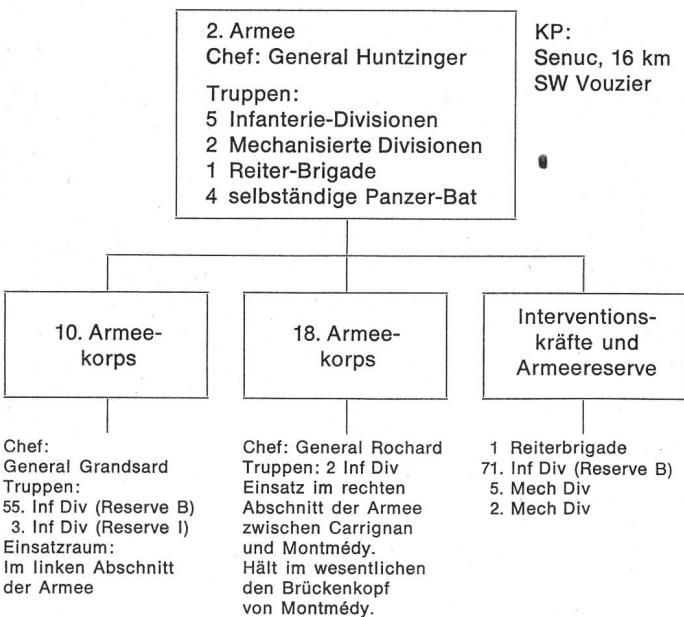 2. Armee
Chef: General Huntzinger
Truppen:
5 Infanterie-Divisionen
2 Mechanisierte Divisionen
1 Reiter-Brigade
4 selbständige Panzer-Bat
KP:
Senuc, 16 km
SW Vouzier
10. Armee-
korps
18. Armee-
korps
Interventions-
kräfte und
Armeereserve
Chef:
General Grandsard
Truppen:
55. Inf Div (Reserve B)
3. Inf Div (Reserve I)
Einsatzraum:
Im linken Abschnitt
der Armee
Chef: General Rochard
Truppen: 2 Inf Div
Einsatz im rechten
Abschnitt der Armee
zwischen Carrignan
und Montmédy.
Hält im wesentlichen
den Brückenkopf
von Montmédy.
1 Reiterbrigade
71. Inf Div (Reserve B)
5. Mech Div
2. Mech Div